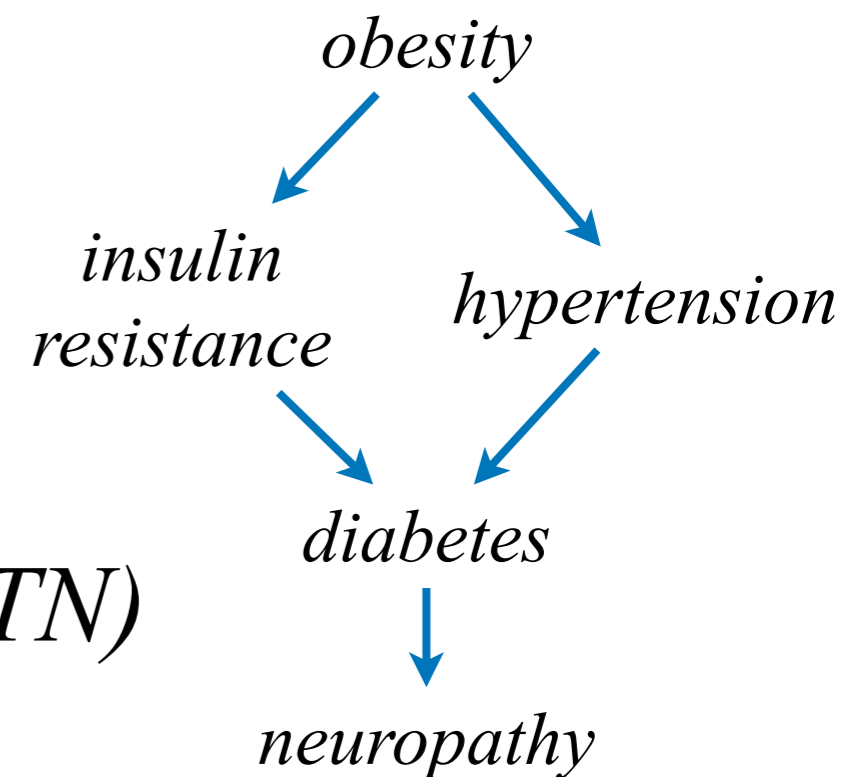 obesity
insulin
resistance
hypertension
diabetes
TN)
neuropathy